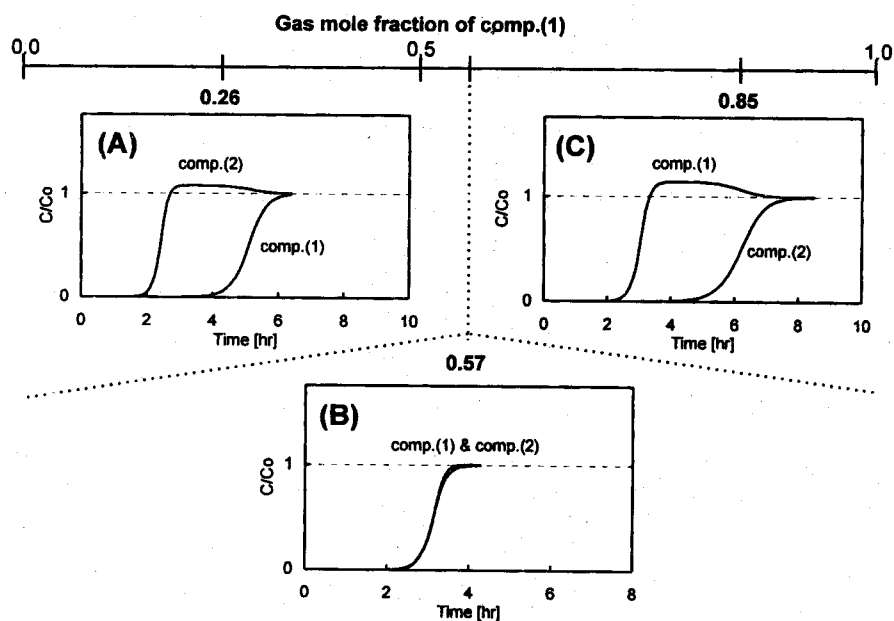 Gas mole fraction of comp.(1)
0.0 0.5 1.0
0.26 0.85
(A)
comp.(2)
comp.(1)
C/Co
1
0
0 2 4 6 8 10
Time [hr]
(C)
comp.(1)
comp.(2)
C/Co
1
0
0 2 4 6 8 10
Time [hr]
0.57
(B)
comp.(1) & comp.(2)
C/Co
1
0
0 2 4 6 8
Time [hr]